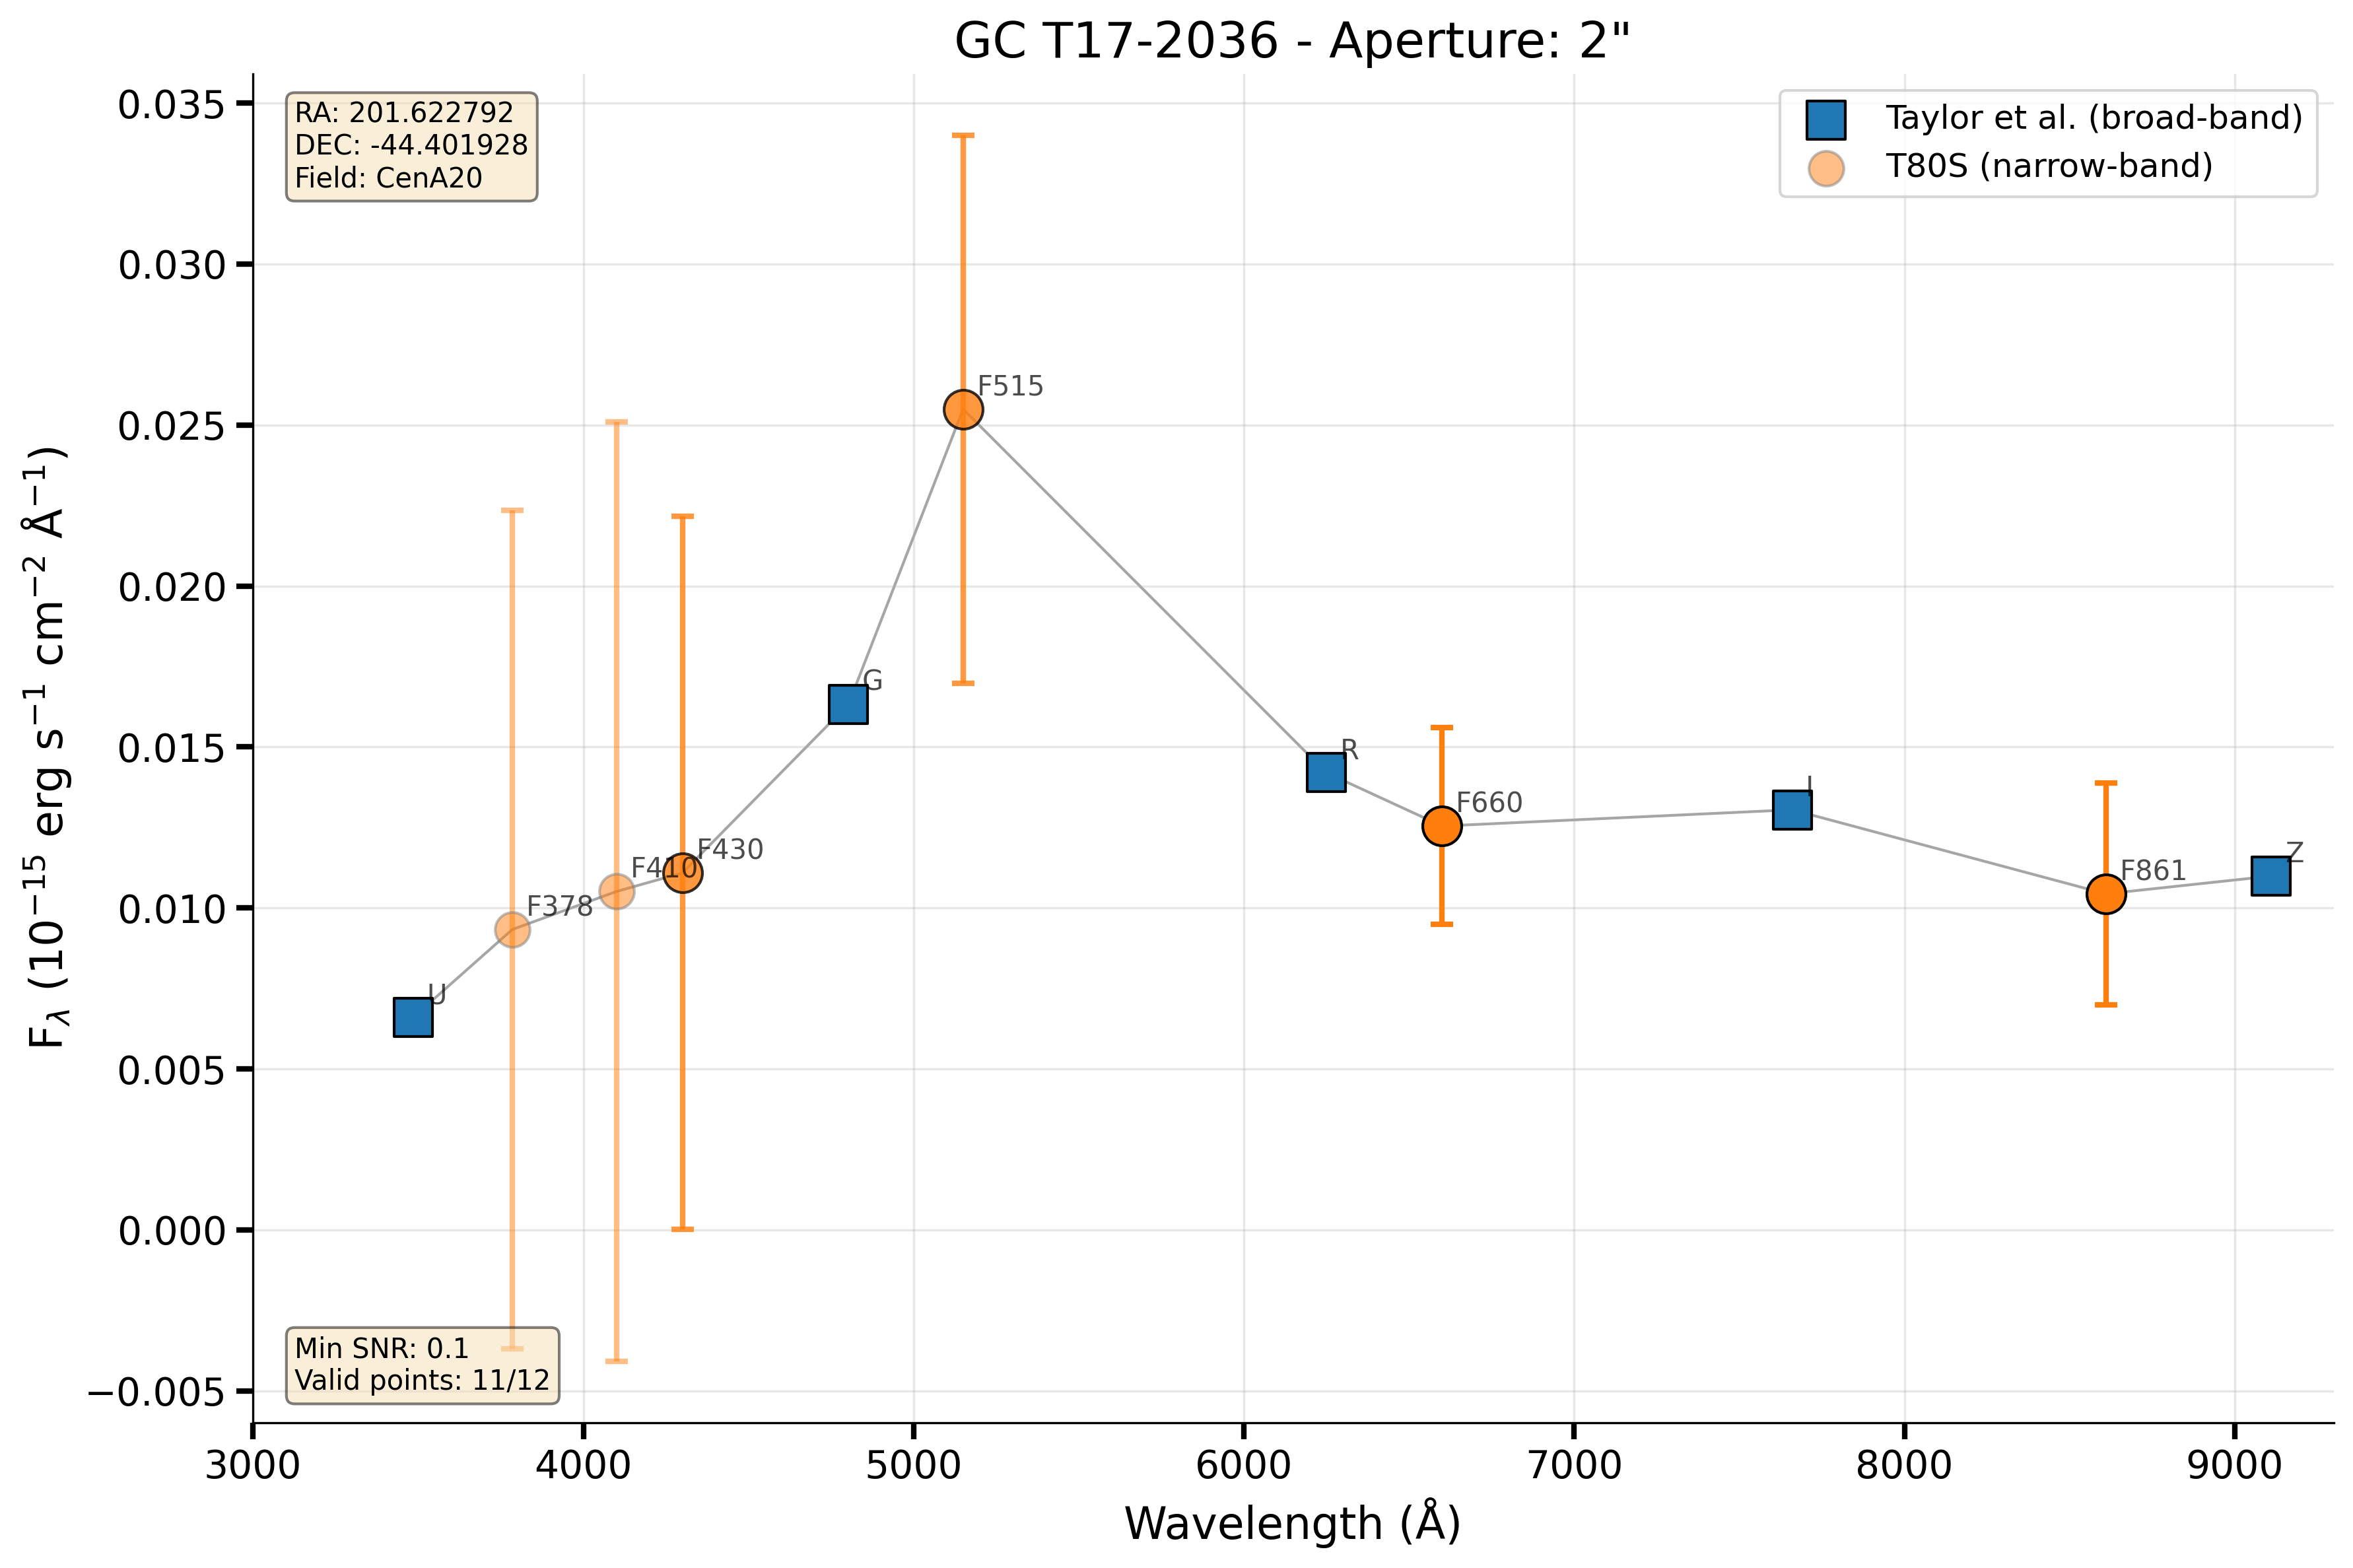 GC T17-2036 - Aperture: 2"
RA: 201.622792
DEC: -44.401928
Field: CenA20
Taylor et al. (broad-band)
T80S (narrow-band)
0.035
0.030
0.025
0.020
0.015
0.010
0.005
0.000
−0.005
F$_{λ}$ (10$^{−15}$ erg s$^{−1}$ cm$^{−2}$ Å$^{−1}$)
U
F378
F410
F430
G
F515
R
F660
I
F861
Z
Min SNR: 0.1
Valid points: 11/12
3000 4000 5000 6000 7000 8000 9000
Wavelength (Å)